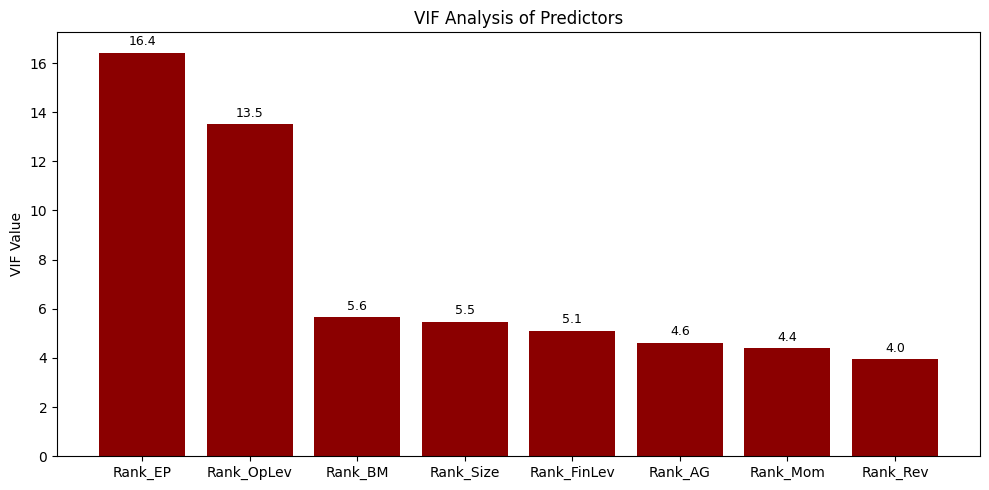 VIF Analysis of Predictors
VIF Value
16
14
12
10
8
6
4
2
0
16.4
13.5
5.6
5.5
5.1
4.6
4.4
4.0
Rank_EP
Rank_OpLev
Rank_BM
Rank_Size
Rank_FinLev
Rank_AG
Rank_Mom
Rank_Rev